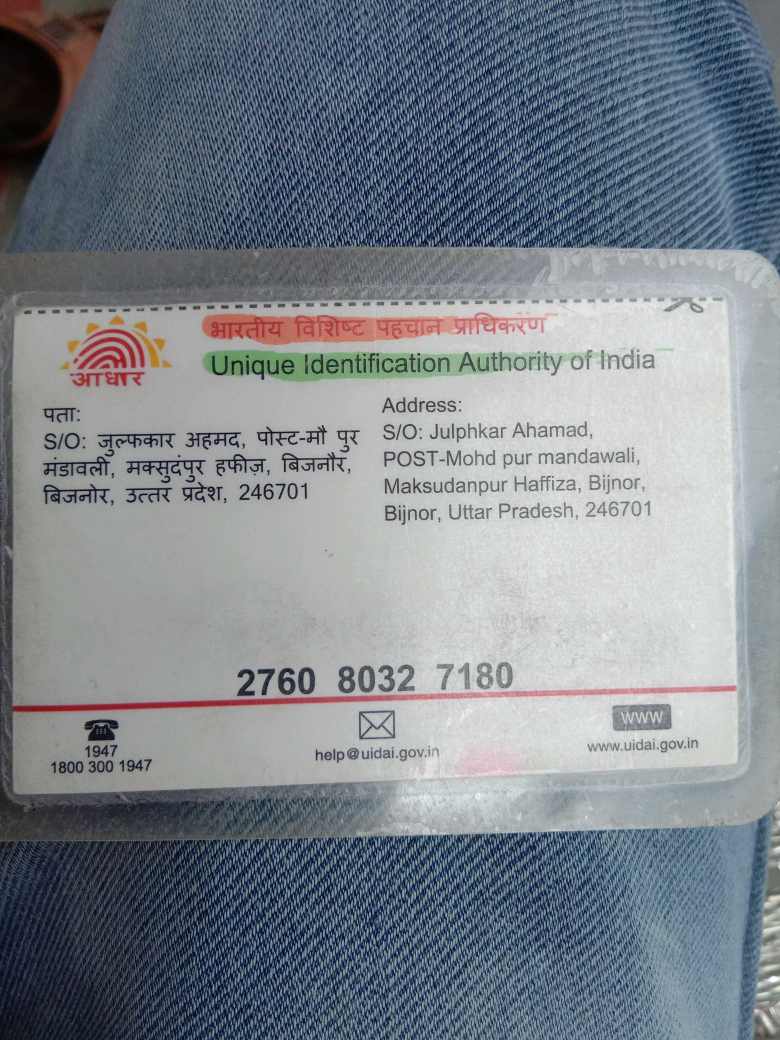 भारतीय विशिष्ट पहचान प्राधिकरण
Unique Identification Authority of India
आधार
पता:
S/O: जुल्फकार अहमद, पोस्ट-मौ पुर
मंडावली, मक्सुदंपुर हफीज़, बिजनौर,
बिजनोर, उत्तर प्रदेश, 246701
Address:
S/O: Julphkar Ahamad,
POST-Mohd pur mandawali,
Maksudanpur Haffiza, Bijnor,
Bijnor, Uttar Pradesh, 246701
2760 8032 7180
1947
1800 300 1947
help@uidai.gov.in
www
www.uidai.gov.in